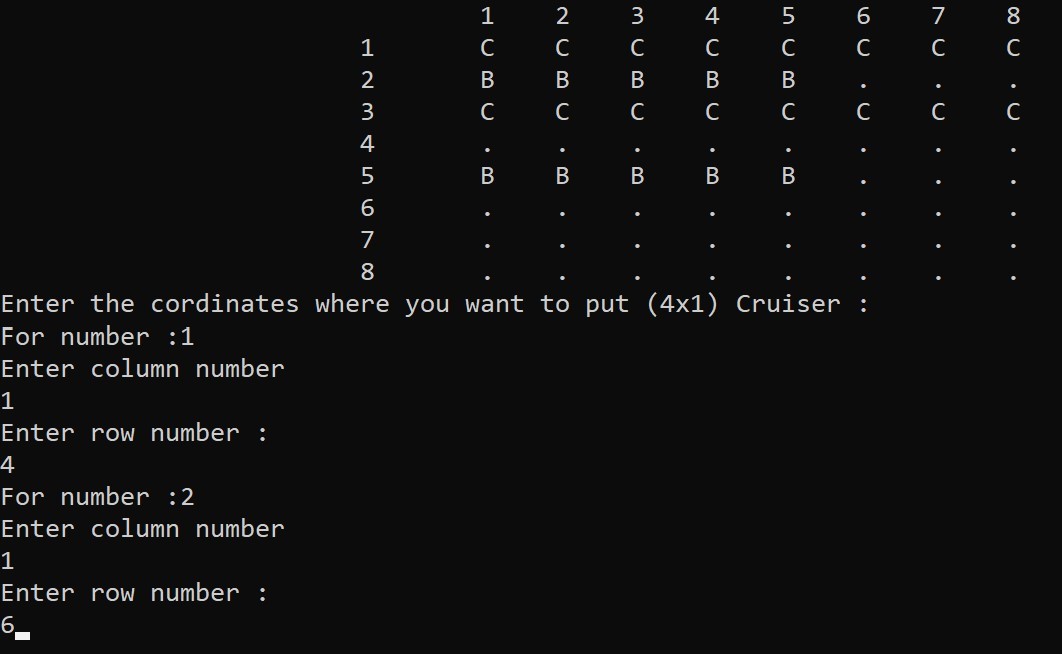 1 2 3 4 5 6 7 8
1 C C C C C C C C
2 B B B B B . . .
3 C C C C C C C C
4 . . . . . . . .
5 B B B B B . . .
6 . . . . . . . .
7 . . . . . . . .
8 . . . . . . . .
Enter the cordinates where you want to put (4x1) Cruiser :
For number :1
Enter column number
1
Enter row number :
4
For number :2
Enter column number
1
Enter row number :
6